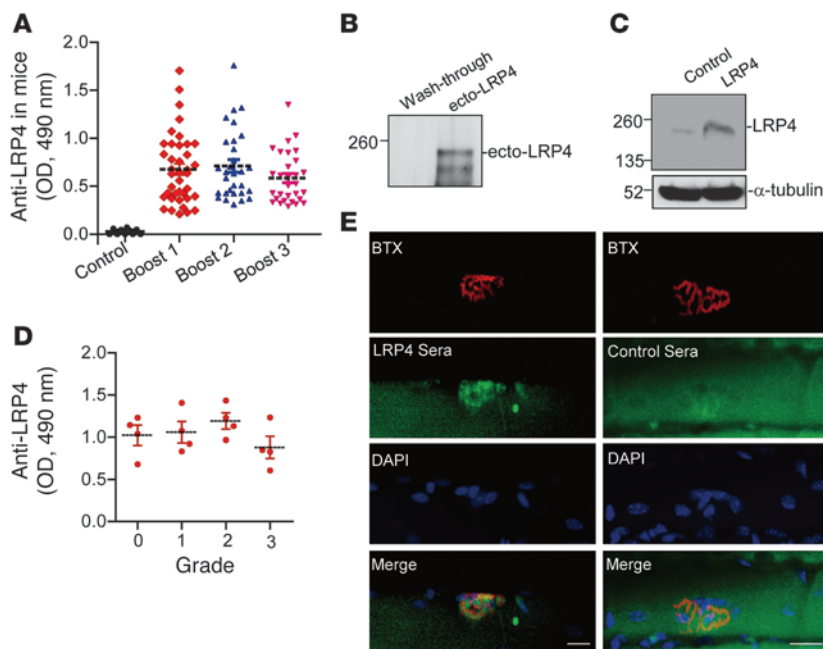 A
Anti-LRP4 in mice
(OD, 490 nm)
2.0
1.5
1.0
0.5
0.0
Control
Boost 1
Boost 2
Boost 3
B
Wash-through
ecto-LRP4
260
-ecto-LRP4
C
Control
LRP4
260
135
52
-LRP4
-α-tubulin
D
Anti-LRP4
(OD, 490 nm)
2.0
1.5
1.0
0.5
0.0
0 1 2 3
Grade
E
BTX
BTX
LRP4 Sera
Control Sera
DAPI
DAPI
Merge
Merge